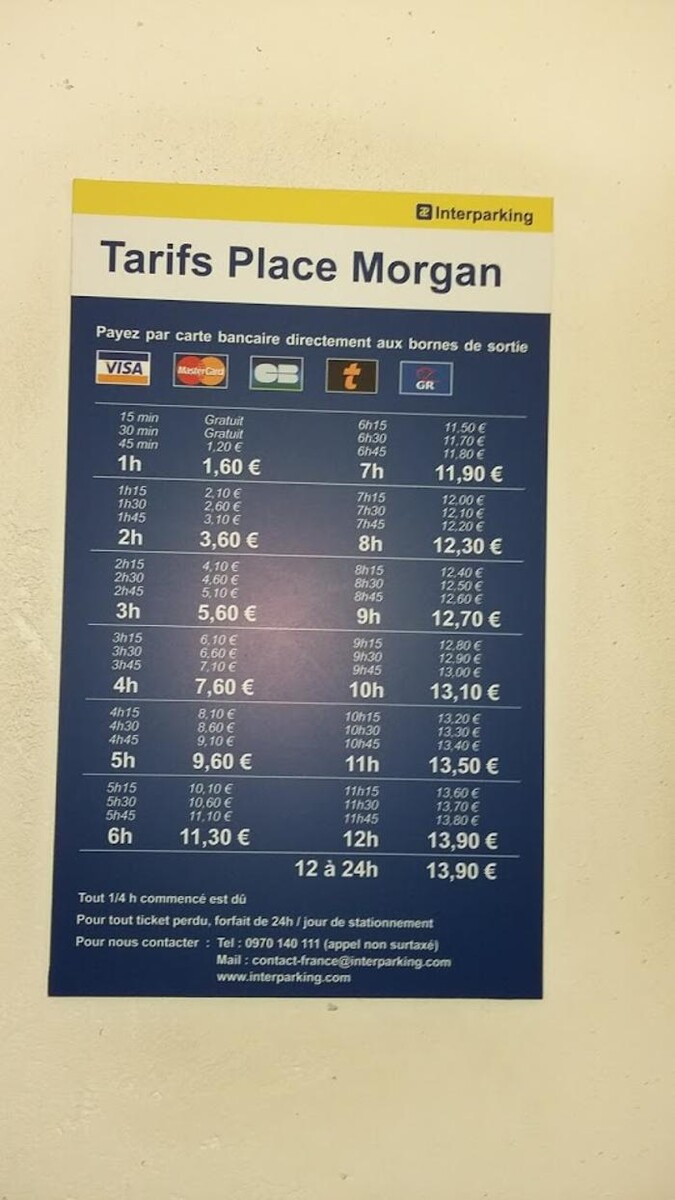 Interparking
Tarifs Place Morgan
Payez par carte bancaire directement aux bornes de sortie
VISA MasterCard CB t GR
15 min Gratuit 6h15 11,50 €
30 min Gratuit 6h30 11,70 €
45 min 1,20 € 6h45 11,80 €
1h 1,60 € 7h 11,90 €
1h15 2,10 € 7h15 12,00 €
1h30 2,60 € 7h30 12,10 €
1h45 3,10 € 7h45 12,20 €
2h 3,60 € 8h 12,30 €
2h15 4,10 € 8h15 12,40 €
2h30 4,60 € 8h30 12,50 €
2h45 5,10 € 8h45 12,60 €
3h 5,60 € 9h 12,70 €
3h15 6,10 € 9h15 12,80 €
3h30 6,60 € 9h30 12,90 €
3h45 7,10 € 9h45 13,00 €
4h 7,60 € 10h 13,10 €
4h15 8,10 € 10h15 13,20 €
4h30 8,60 € 10h30 13,30 €
4h45 9,10 € 10h45 13,40 €
5h 9,60 € 11h 13,50 €
5h15 10,10 € 11h15 13,60 €
5h30 10,60 € 11h30 13,70 €
5h45 11,10 € 11h45 13,80 €
6h 11,30 € 12h 13,90 €
12 à 24h 13,90 €
Tout 1/4 h commencé est dû
Pour tout ticket perdu, forfait de 24h / jour de stationnement
Pour nous contacter : Tel : 0970 140 111 (appel non surtaxé)
Mail : contact-france@interparking.com
www.interparking.com